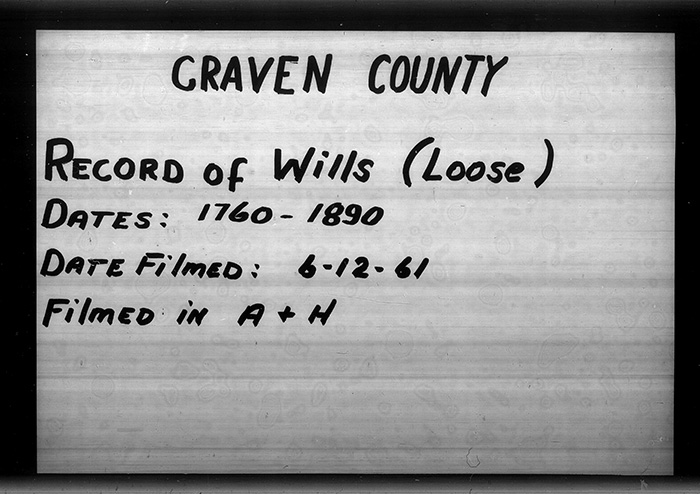 CRAVEN COUNTY
RECORD of Wills (Loose)
DATES: 1760-1890
DATE FilMED: 6-12-61
FilMED in A + H